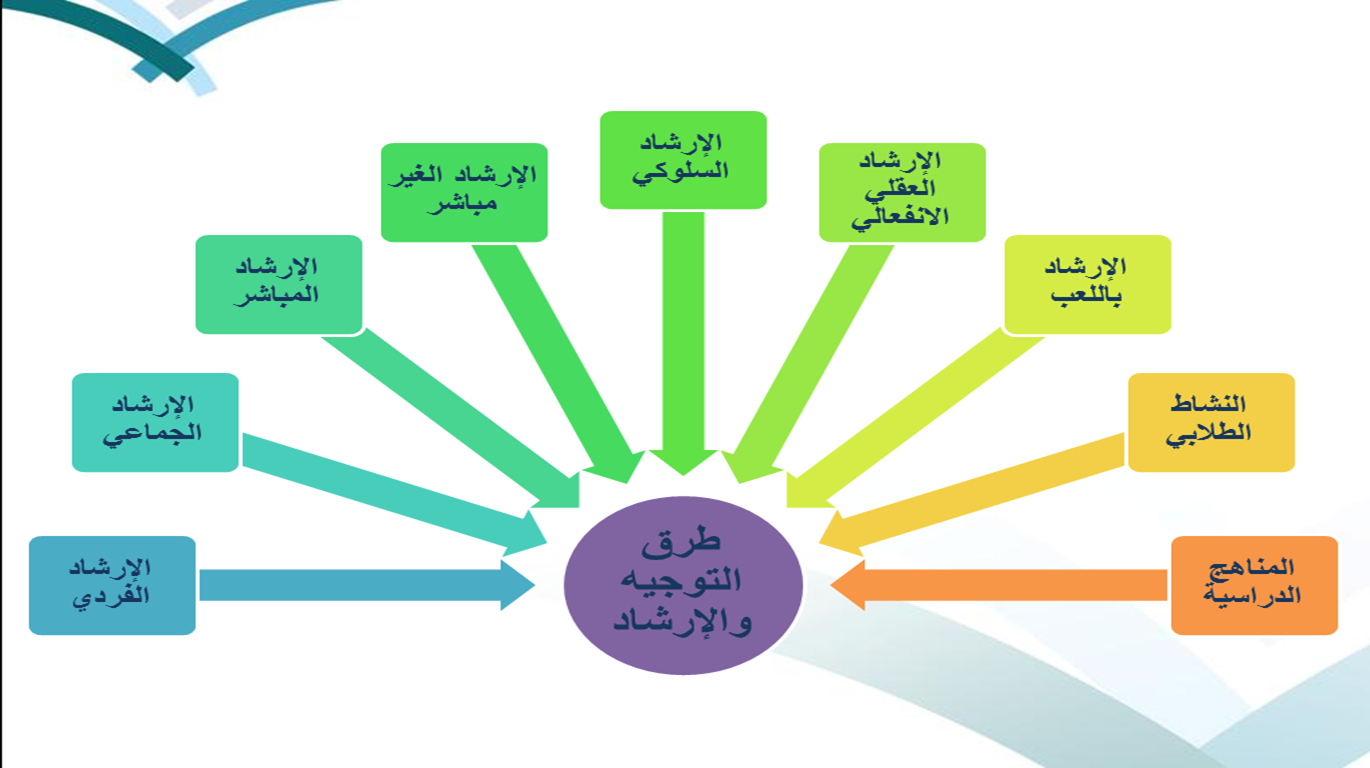 الإرشاد
السلوكي
الإرشاد
العقلي
الانفعالي
الإرشاد الغير
مباشر
الإرشاد
باللعب
الإرشاد
المباشر
النشاط
الطلابي
الإرشاد
الجماعي
المناهج
الدراسية
طرق
التوجيه
والإرشاد
الإرشاد
الفردي